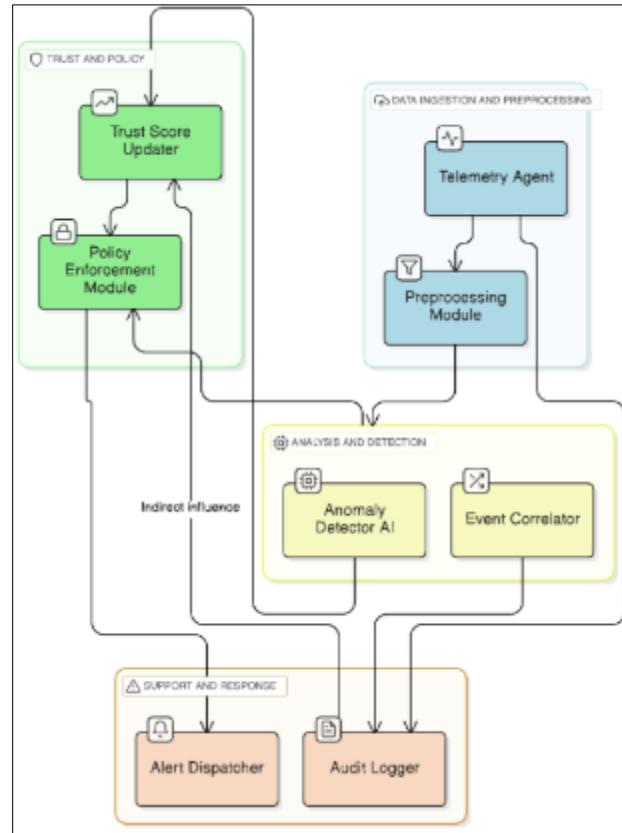 TRUST AND POLICY
Trust Score
Updater
Policy
Enforcement
Module
DATA INGESTION AND PREPROCESSING
Telemetry Agent
Preprocessing
Module
ANALYSIS AND DETECTION
Anomaly
Detector AI
Event Correlator
Indirect influence
SUPPORT AND RESPONSE
Alert Dispatcher
Audit Logger